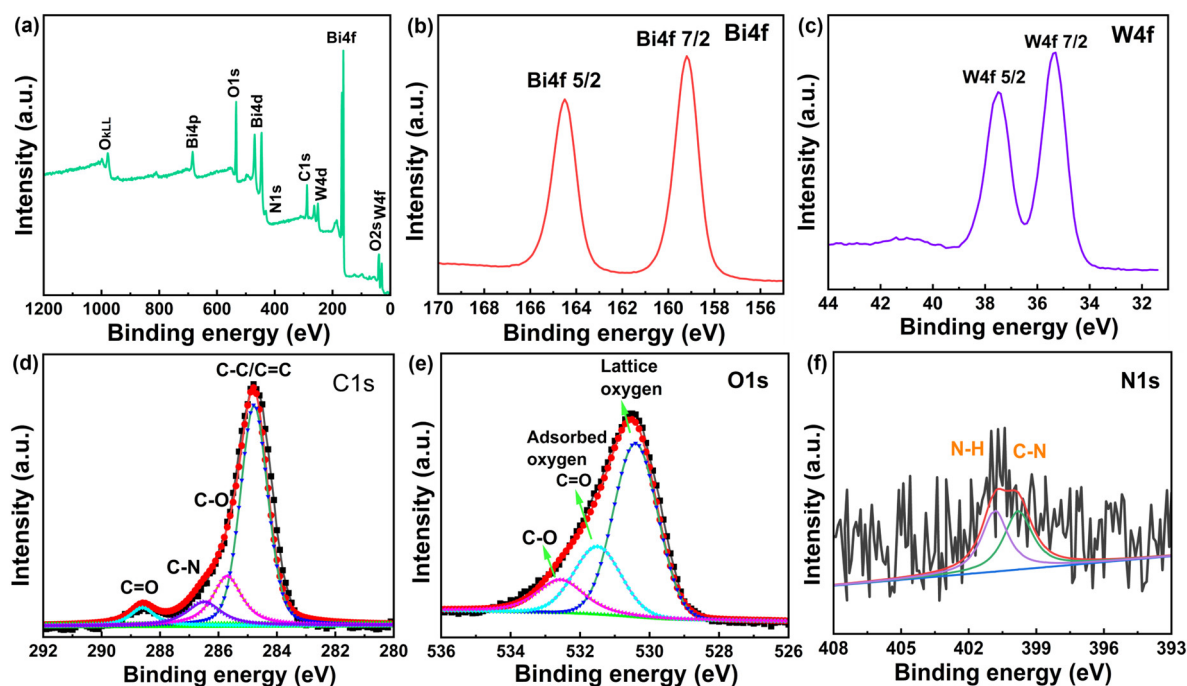 (a)
Bi4f
O1s
Bi4d
OKLL
Bi4p
C1s
W4d
N1s
O2s
W4f
Intensity (a.u.)
1200 1000 800 600 400 200 0
Binding energy (eV)
(b)
Bi4f 7/2
Bi4f
Bi4f 5/2
Intensity (a.u.)
170 168 166 164 162 160 158 156
Binding energy (eV)
(c)
W4f 7/2
W4f
W4f 5/2
Intensity (a.u.)
44 42 40 38 36 34 32
Binding energy (eV)
(d)
C-C/C=C
C1s
C-O
C-N
C=O
Intensity (a.u.)
292 290 288 286 284 282 280
Binding energy (eV)
(e)
Lattice
oxygen
O1s
Adsorbed
oxygen
C=O
C-O
Intensity (a.u.)
536 534 532 530 528 526
Binding energy (eV)
(f)
N1s
N-H
C-N
Intensity (a.u.)
408 405 402 399 396 393
Binding energy (eV)